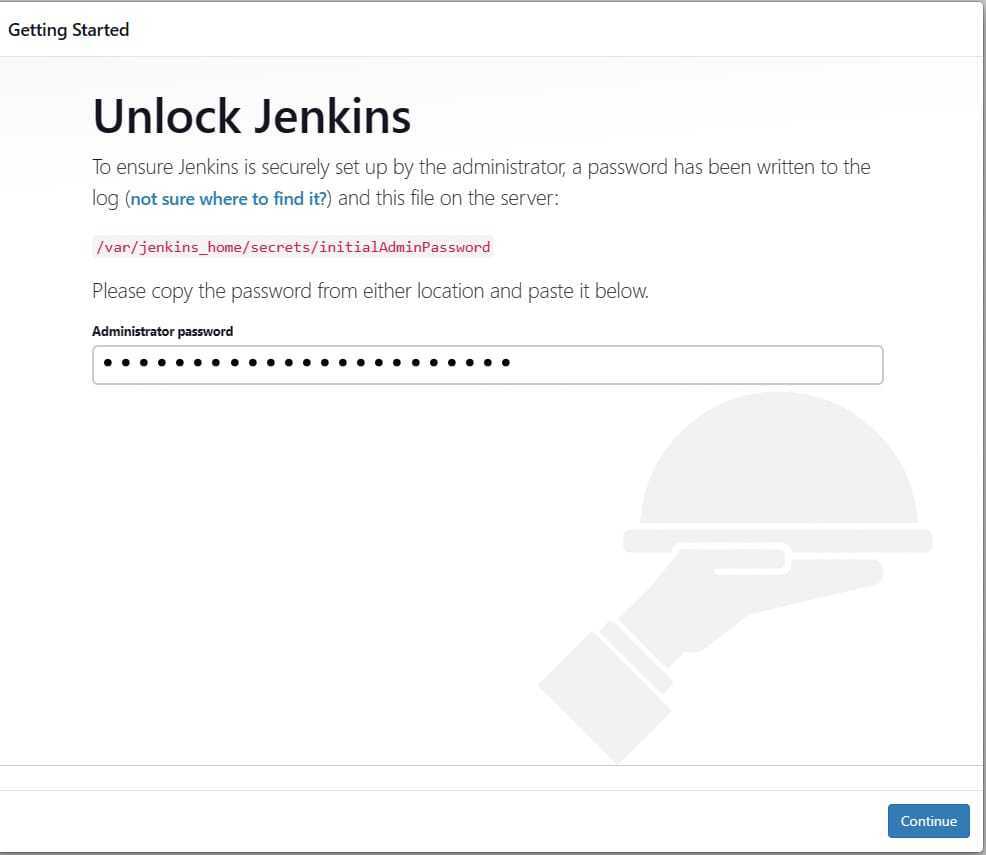 Getting Started
Unlock Jenkins
To ensure Jenkins is securely set up by the administrator, a password has been written to the
log (not sure where to find it?) and this file on the server:
/var/jenkins_home/secrets/initialAdminPassword
Please copy the password from either location and paste it below.
Administrator password
Continue